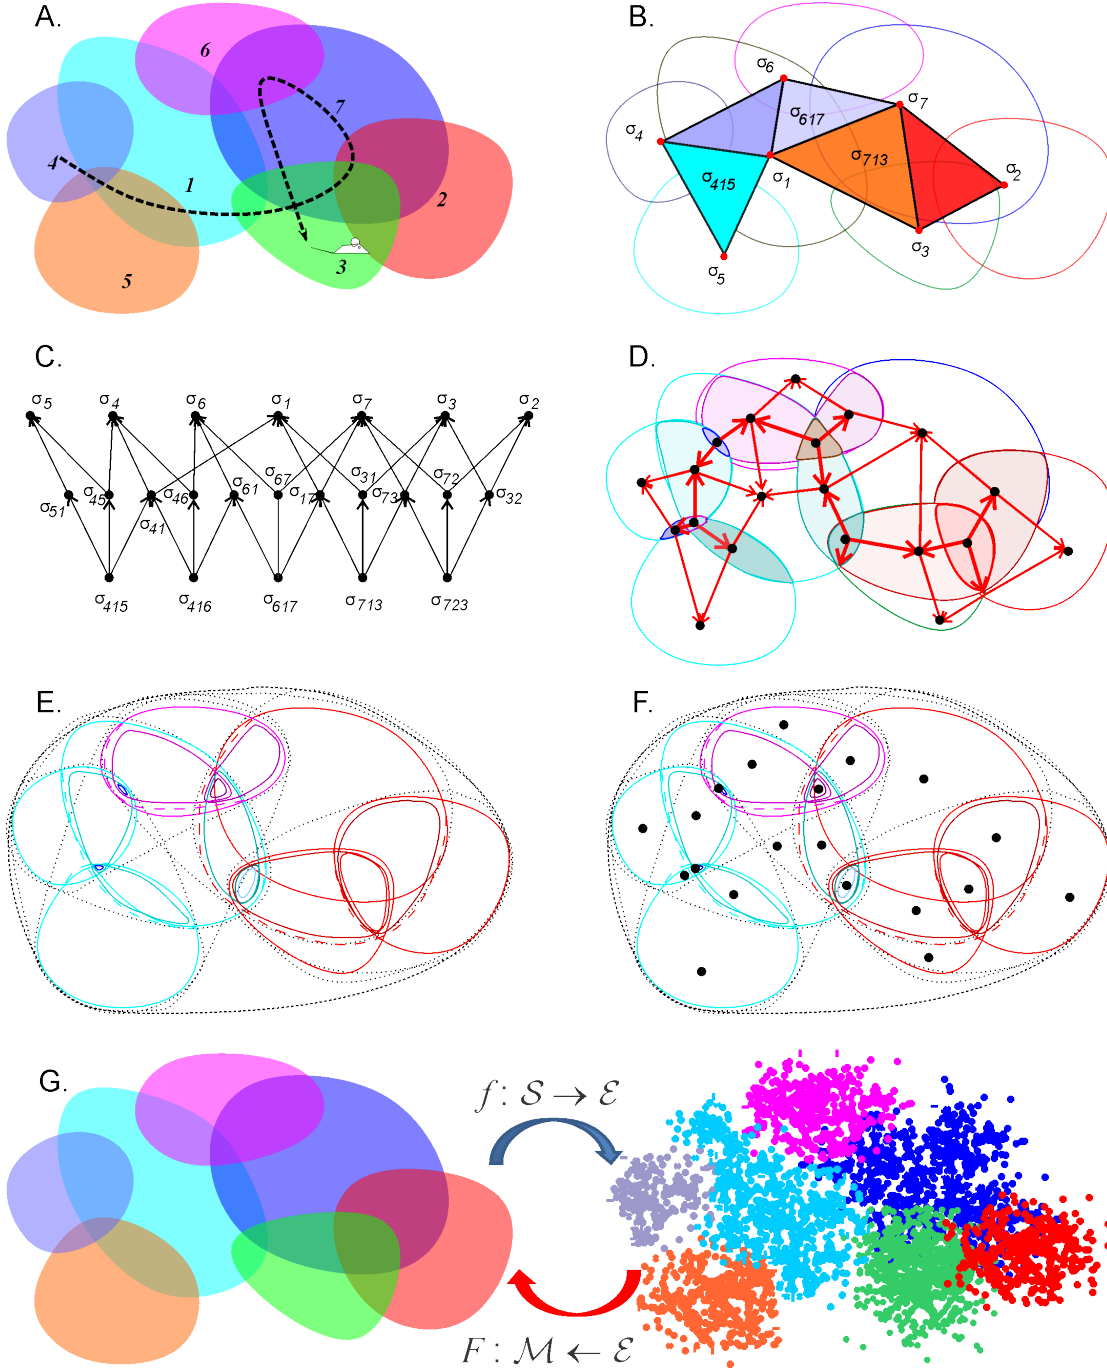 A.
6
7
4
1
2
3
5
B.
σ6
σ7
σ617
σ4
σ713
σ415
σ1
σ2
σ3
σ5
C.
σ5 σ4 σ6 σ1 σ7 σ3 σ2
σ51 σ45 σ41 σ46 σ61 σ67 σ17 σ31 σ73 σ72 σ32
σ415 σ416 σ617 σ713 σ723
D.
E.
F.
G.
f : 𝒮 → ℰ
F : ℳ ← ℰ